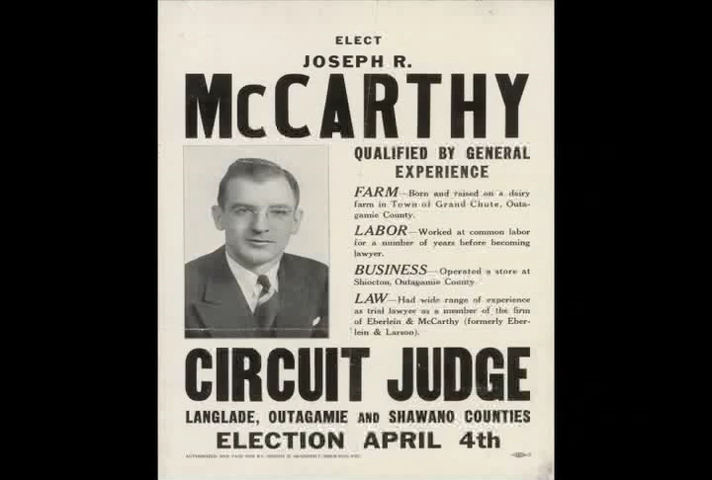 ELECT
JOSEPH R.
McCARTHY
QUALIFIED BY GENERAL
EXPERIENCE
FARM—Born and raised on a dairy
farm in Town of Grand Chute, Outa-
gamie County.
LABOR—Worked at common labor
for a number of years before becoming
lawyer.
BUSINESS—Operated a store at
Shiocton, Outagamie County
LAW—Had wide range of experience
as trial lawyer as a member of the firm
of Eberlein & McCarthy (formerly Eber-
lein & Larson).
CIRCUIT JUDGE
LANGLADE, OUTAGAMIE AND SHAWANO COUNTIES
ELECTION APRIL 4th